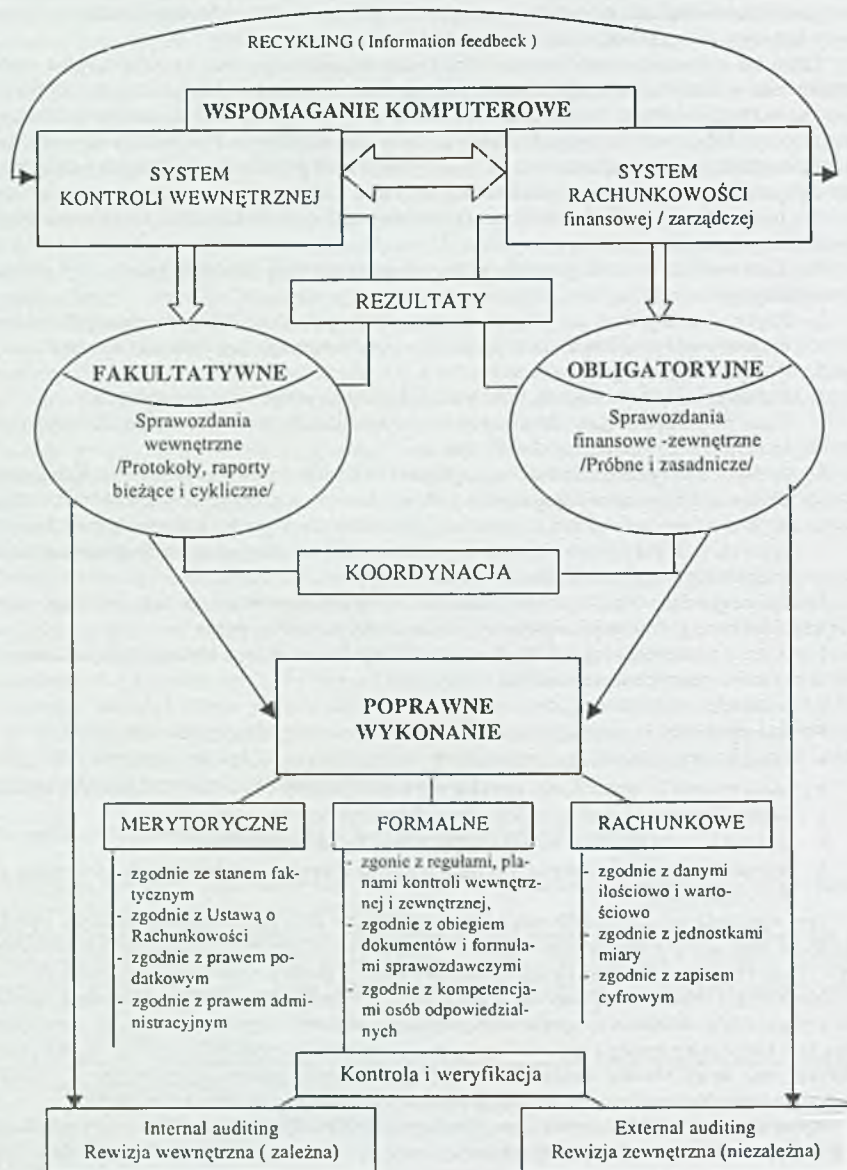 RECYKLING ( Information feedbeck )
WSPOMAGANIE KOMPUTEROWE
SYSTEM
KONTROLI WEWNĘTRZNEJ
SYSTEM
RACHUNKOWOŚCI
finansowej / zarządczej
REZULTATY
FAKULTATYWNE
Sprawozdania
wewnętrzne
/Protokoły, raporty
bieżące i cykliczne/
OBLIGATORYJNE
Sprawozdania
finansowe -zewnętrzne
/Próbne i zasadnicze/
KOORDYNACJA
POPRAWNE
WYKONANIE
MERYTORYCZNE
- zgodnie ze stanem fak-
tycznym
- zgodnie z Ustawą o
Rachunkowości
- zgodnie z prawem po-
datkowym
- zgodnie z prawem admi-
nistracyjnym
FORMALNE
- zgonie z regułami, pla-
nami kontroli wewnętrz-
nej i zewnętrznej,
- zgodnie z obiegiem
dokumentów i formuła-
mi sprawozdawczymi
- zgodnie z kompetencja-
mi osób odpowiedzial-
nych
RACHUNKOWE
- zgodnie z danymi
ilościowo i warto-
ściowo
- zgodnie z jednostkami
miary
- zgodnie z zapisem
cyfrowym
Kontrola i weryfikacja
Internal auditing
Rewizja wewnętrzna ( zależna)
External auditing
Rewizja zewnętrzna (niezależna)